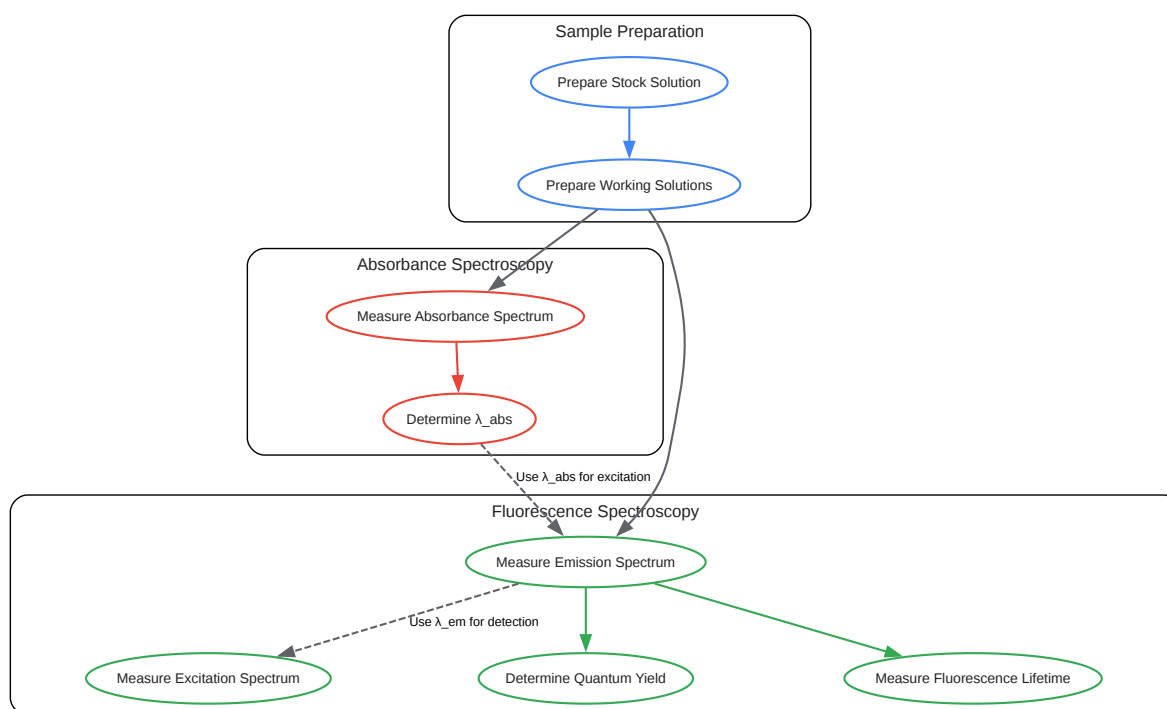 Sample Preparation
Prepare Stock Solution
Prepare Working Solutions
Absorbance Spectroscopy
Measure Absorbance Spectrum
Determine λ_abs
Use λ_abs for excitation
Fluorescence Spectroscopy
Measure Emission Spectrum
Use λ_em for detection
Measure Excitation Spectrum
Determine Quantum Yield
Measure Fluorescence Lifetime